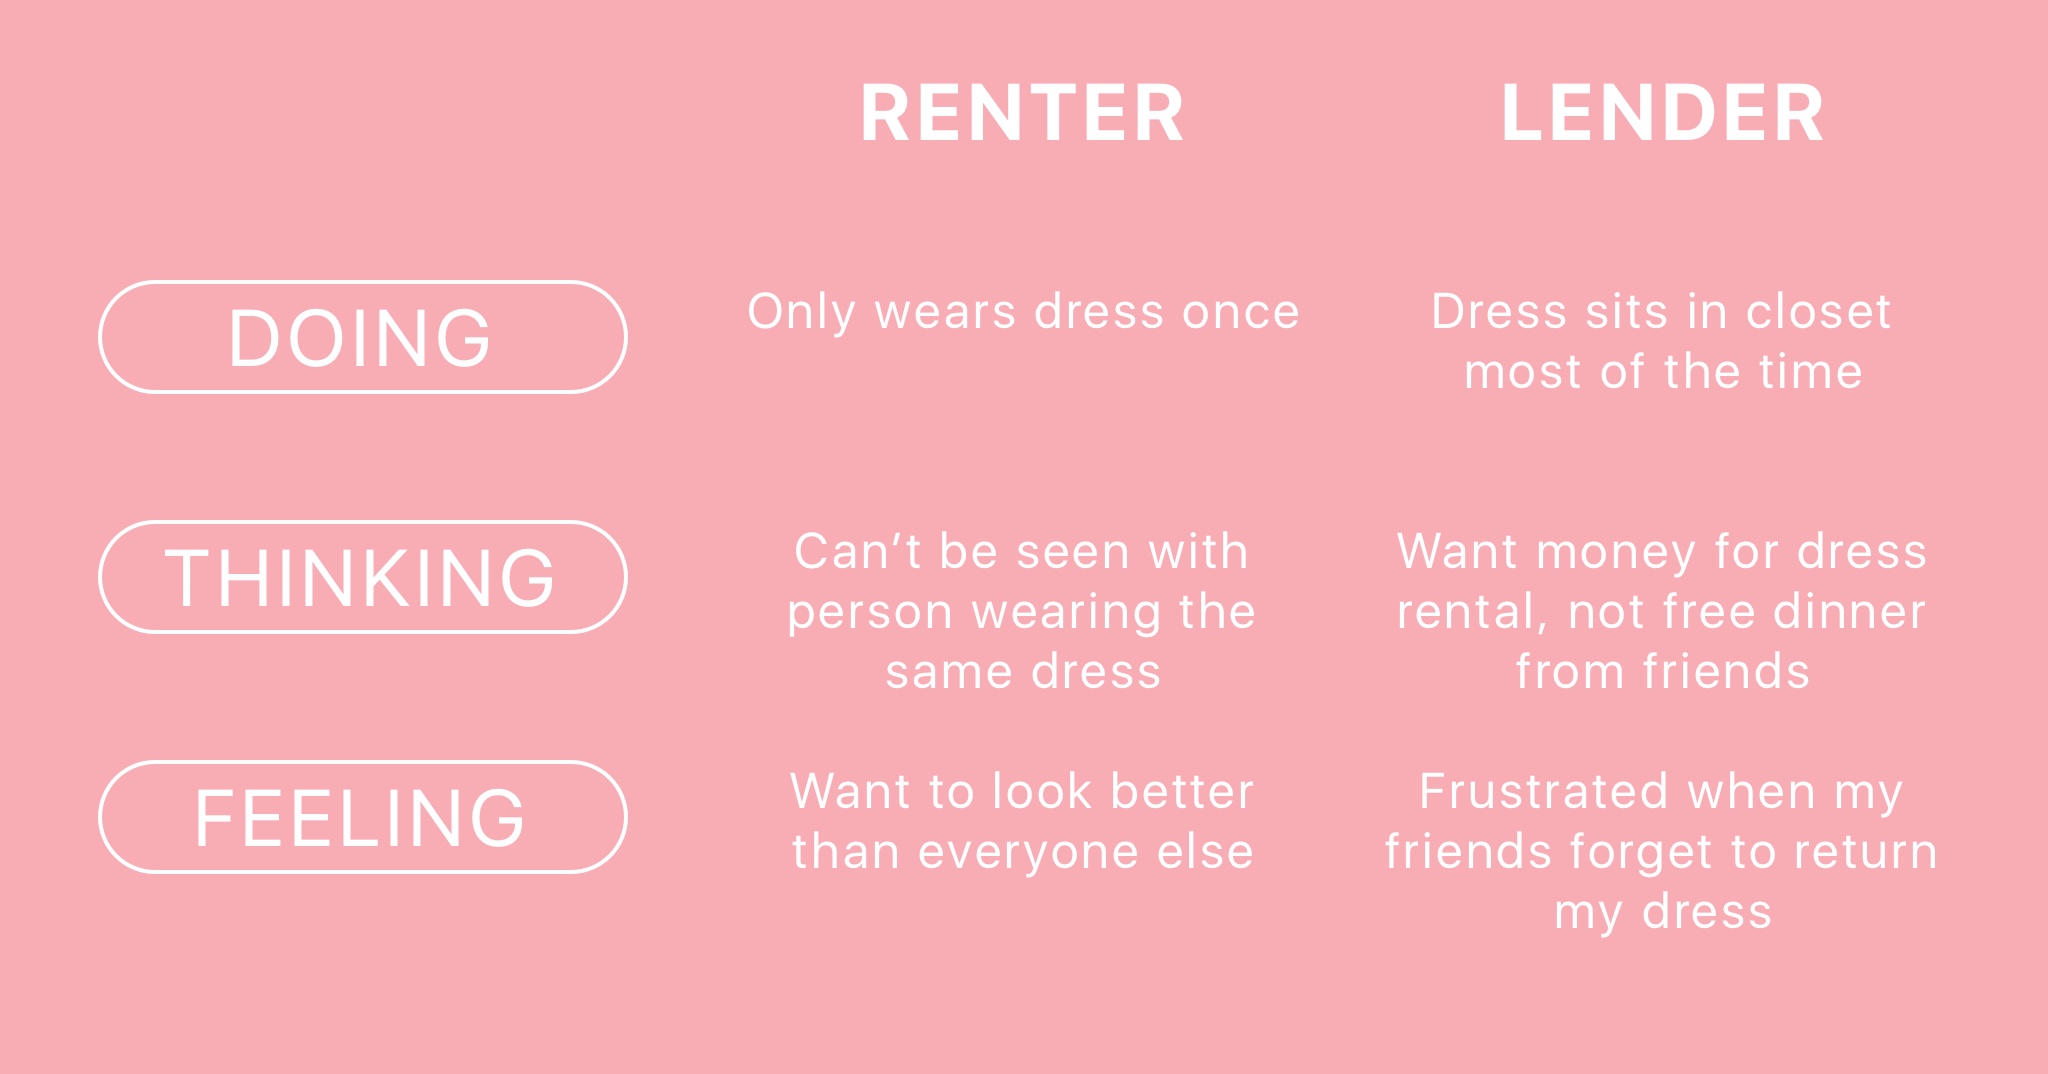 RENTER
LENDER
DOING
Only wears dress once
Dress sits in closet
most of the time
THINKING
Can’t be seen with
person wearing the
same dress
Want money for dress
rental, not free dinner
from friends
FEELING
Want to look better
than everyone else
Frustrated when my
friends forget to return
my dress